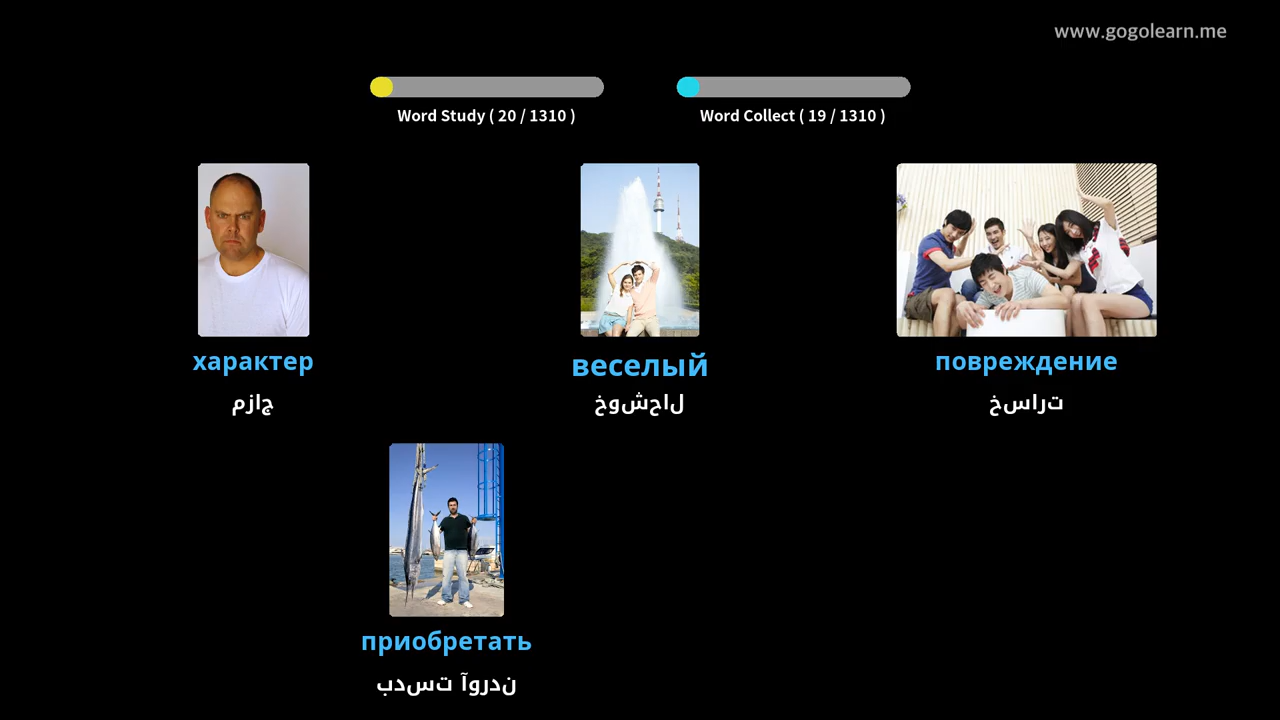 www.gogolearn.me
Word Study ( 20 / 1310 )
Word Collect ( 19 / 1310 )
характер
веселый
повреждение
مزاج
خوشحال
خسارت
приобретать
بدست آوردن